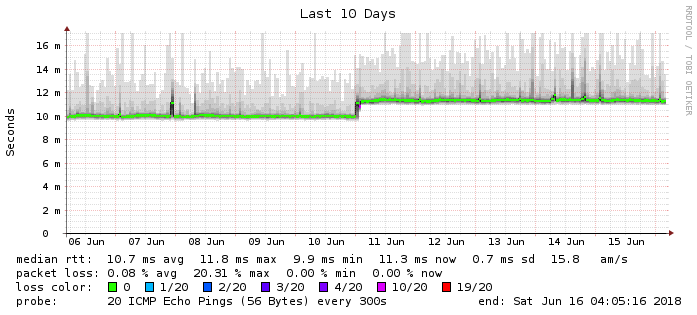 Last 10 Days
RRDTOOL / TOBI OETIKER
Seconds
16 m
14 m
12 m
10 m
8 m
6 m
4 m
2 m
0
06 Jun 07 Jun 08 Jun 09 Jun 10 Jun 11 Jun 12 Jun 13 Jun 14 Jun 15 Jun
median rtt: 10.7 ms avg 11.8 ms max 9.9 ms min 11.3 ms now 0.7 ms sd 15.8 am/s
packet loss: 0.08 % avg 20.31 % max 0.00 % min 0.00 % now
loss color: 0 1/20 2/20 3/20 4/20 10/20 19/20
probe: 20 ICMP Echo Pings (56 Bytes) every 300s end: Sat Jun 16 04:05:16 2018